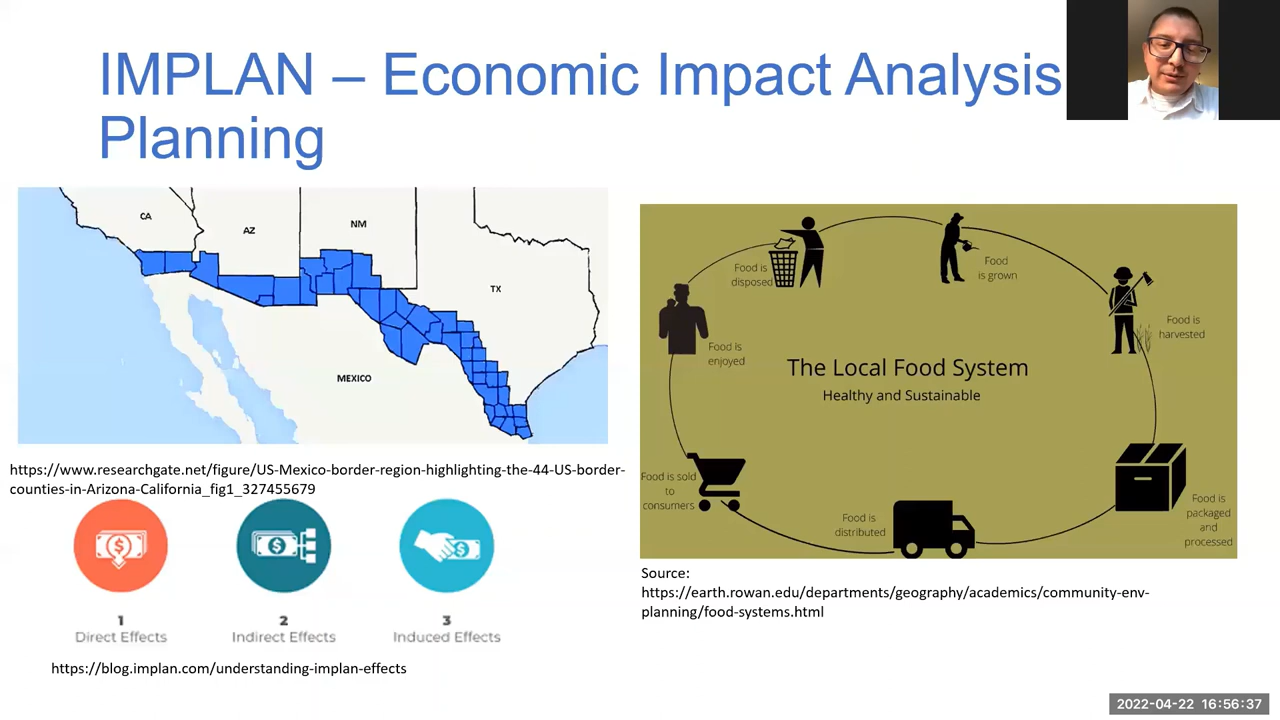 IMPLAN – Economic Impact Analysis
Planning
CA
AZ
NM
TX
MEXICO
https://www.researchgate.net/figure/US-Mexico-border-region-highlighting-the-44-US-border-
counties-in-Arizona-California_fig1_327455679
1
Direct Effects
2
Indirect Effects
3
Induced Effects
https://blog.implan.com/understanding-implan-effects
Food is
disposed
Food
is grown
Food is
harvested
Food is
enjoyed
The Local Food System
Healthy and Sustainable
Food is sold
to
consumers
Food is
distributed
Food is
packaged
and
processed
Source:
https://earth.rowan.edu/departments/geography/academics/community-env-
planning/food-systems.html
2022-04-22 16:56:37